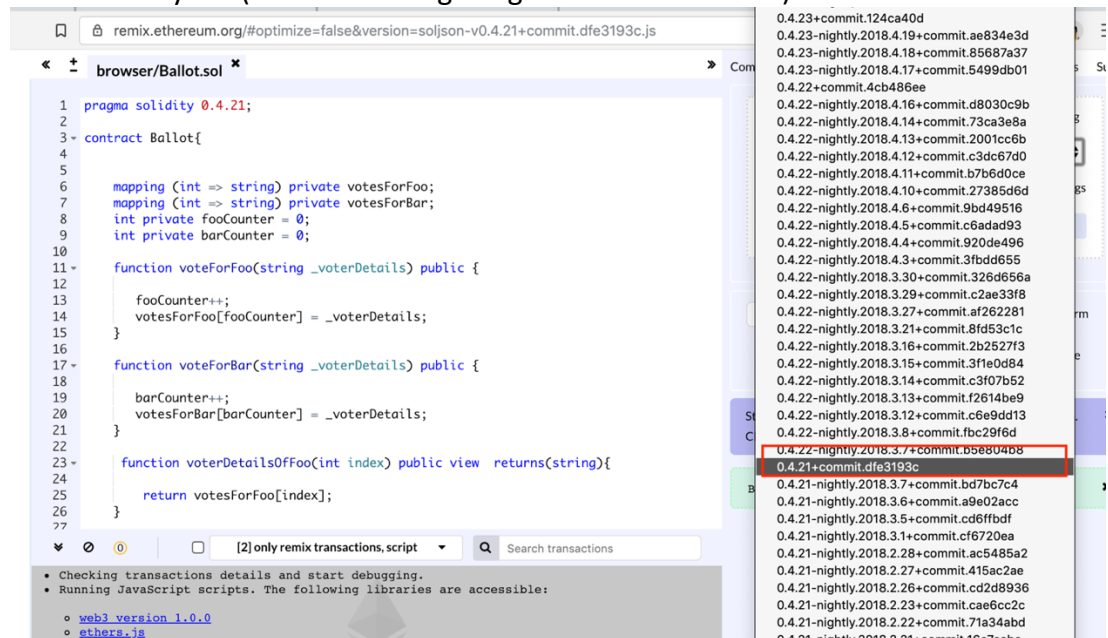 remix.ethereum.org/#optimize=false&version=soljson-v0.4.21+commit.dfe3193c.js
« ± browser/Ballot.sol × »
1 pragma solidity 0.4.21;
2
3 contract Ballot{
4
5
6 mapping (int => string) private votesForFoo;
7 mapping (int => string) private votesForBar;
8 int private fooCounter = 0;
9 int private barCounter = 0;
10
11 function voteForFoo(string _voterDetails) public {
12
13 fooCounter++;
14 votesForFoo[fooCounter] = _voterDetails;
15 }
16
17 function voteForBar(string _voterDetails) public {
18
19 barCounter++;
20 votesForBar[barCounter] = _voterDetails;
21 }
22
23 function voterDetailsOfFoo(int index) public view returns(string){
24
25 return votesForFoo[index];
26 }
27
0 [2] only remix transactions, script Search transactions
• Checking transactions details and start debugging.
• Running JavaScript scripts. The following libraries are accessible:
o web3 version 1.0.0
o ethers.js
Com
0.4.23+commit.124ca40d
0.4.23-nightly.2018.4.19+commit.ae834e3d
0.4.23-nightly.2018.4.18+commit.85687a37
0.4.23-nightly.2018.4.17+commit.5499db01
0.4.22+commit.4cb486ee
0.4.22-nightly.2018.4.16+commit.d8030c9b
0.4.22-nightly.2018.4.14+commit.73ca3e8a
0.4.22-nightly.2018.4.13+commit.2001cc6b
0.4.22-nightly.2018.4.12+commit.c3dc67d0
0.4.22-nightly.2018.4.11+commit.b7b6d0ce
0.4.22-nightly.2018.4.10+commit.27385d6d
0.4.22-nightly.2018.4.6+commit.9bd49516
0.4.22-nightly.2018.4.5+commit.c6adad93
0.4.22-nightly.2018.4.4+commit.920de496
0.4.22-nightly.2018.4.3+commit.3fbdd655
0.4.22-nightly.2018.3.30+commit.326d656a
0.4.22-nightly.2018.3.29+commit.c2ae33f8
0.4.22-nightly.2018.3.27+commit.af262281
0.4.22-nightly.2018.3.21+commit.8fd53c1c
0.4.22-nightly.2018.3.16+commit.2b2527f3
0.4.22-nightly.2018.3.15+commit.3f1e0d84
0.4.22-nightly.2018.3.14+commit.c3f07b52
0.4.22-nightly.2018.3.13+commit.f2614be9
0.4.22-nightly.2018.3.12+commit.c6e9dd13
0.4.22-nightly.2018.3.8+commit.fbc29f6d
0.4.22-nightly.2018.3.7+commit.b5e804b8
0.4.21+commit.dfe3193c
0.4.21-nightly.2018.3.7+commit.bd7bc7c4
0.4.21-nightly.2018.3.6+commit.a9e02acc
0.4.21-nightly.2018.3.5+commit.cd6ffbdf
0.4.21-nightly.2018.3.1+commit.cf6720ea
0.4.21-nightly.2018.2.28+commit.ac5485a2
0.4.21-nightly.2018.2.27+commit.415ac2ae
0.4.21-nightly.2018.2.26+commit.cd2d8936
0.4.21-nightly.2018.2.23+commit.cae6cc2c
0.4.21-nightly.2018.2.22+commit.71a34abd